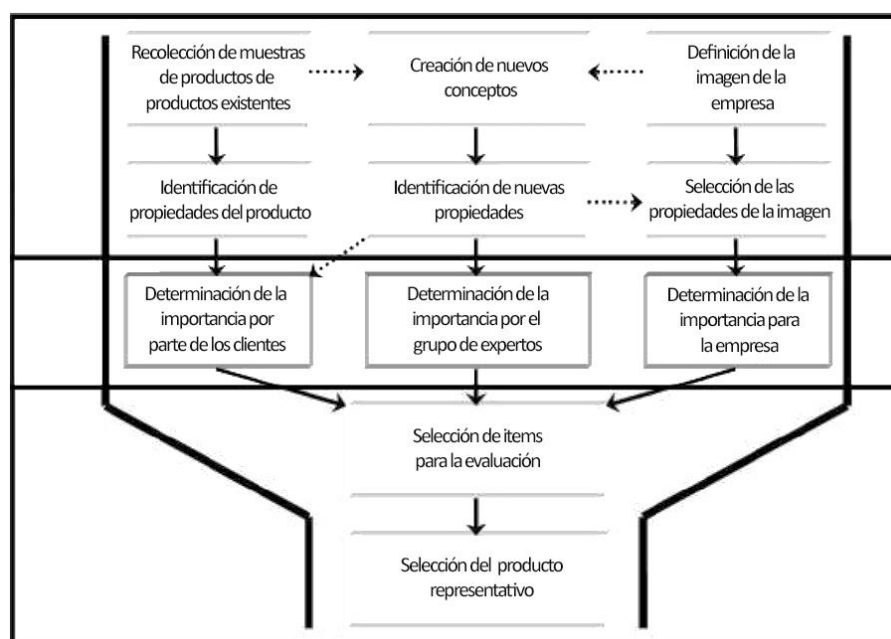 Recolección de muestras
de productos de
productos existentes
Creación de nuevos
conceptos
Definición de la
imagen de la
empresa
Identificación de
propiedades del producto
Identificación de nuevas
propiedades
Selección de las
propiedades de la imagen
Determinación de la
importancia por
parte de los clientes
Determinación de la
importancia por el
grupo de expertos
Determinación de la
importancia para
la empresa
Selección de items
para la evaluación
Selección del producto
representativo